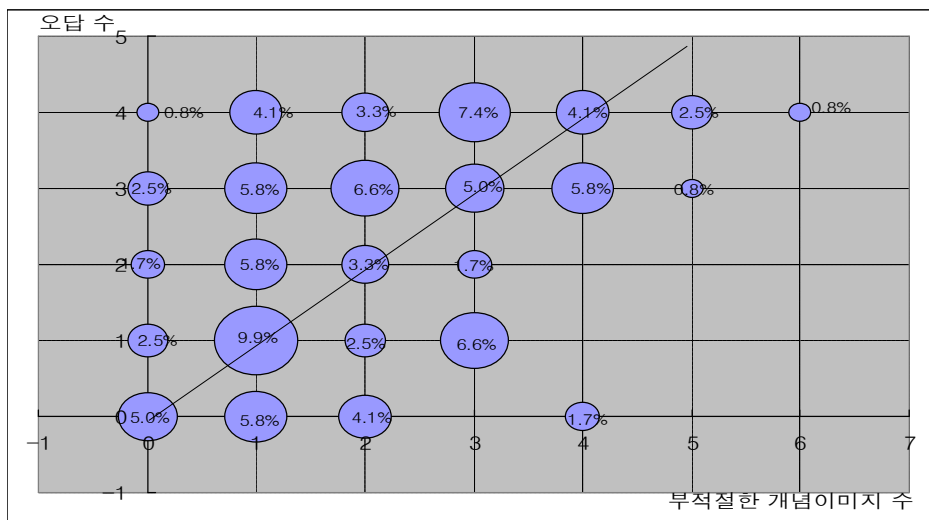 오답 수
5
4 0.8% 4.1% 3.3% 7.4% 4.1% 2.5% 0.8%
3 2.5% 5.8% 6.6% 5.0% 5.8% 0.8%
2 1.7% 5.8% 3.3% 1.7%
1 2.5% 9.9% 2.5% 6.6%
0 5.0% 5.8% 4.1% 1.7%
-1 0 1 2 3 4 5 6 7
-1
부적절한 개념이미지 수